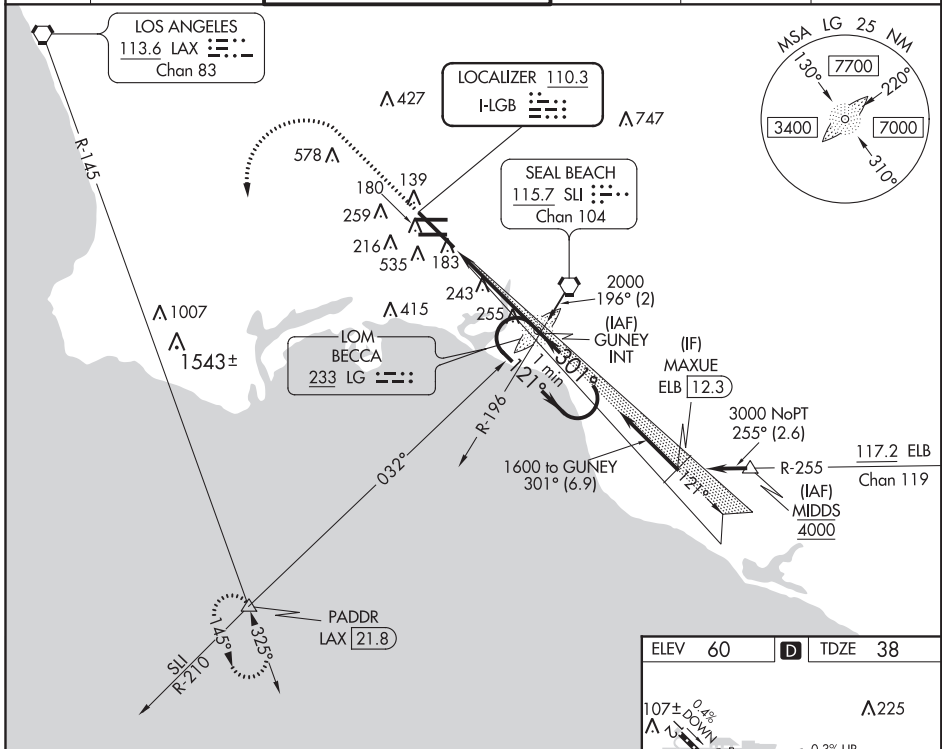 LOS ANGELES
113.6 LAX
Chan 83
LOCALIZER 110.3
I-LGB
MSA LG 25 NM
130°
7700
220°
3400
7000
310°
427
747
578
SEAL BEACH
115.7 SLI
Chan 104
R-145
180
139
259
216
535
183
2000
196° (2)
243
255
(IAF)
GUNEY
INT
1007
1543±
415
LOM
BECCA
233 LG
1 min
301°
121°
(IF)
MAXUE
ELB 12.3
3000 NoPT
255° (2.6)
R-196
1600 to GUNEY
301° (6.9)
R-255
117.2 ELB
Chan 119
121°
(IAF)
MIDDS
4000
032°
PADDR
LAX 21.8
145°
325°
SLI
R-210
ELEV 60
D
TDZE 38
107±
0.4%
DOWN
225
12
0.3% UP